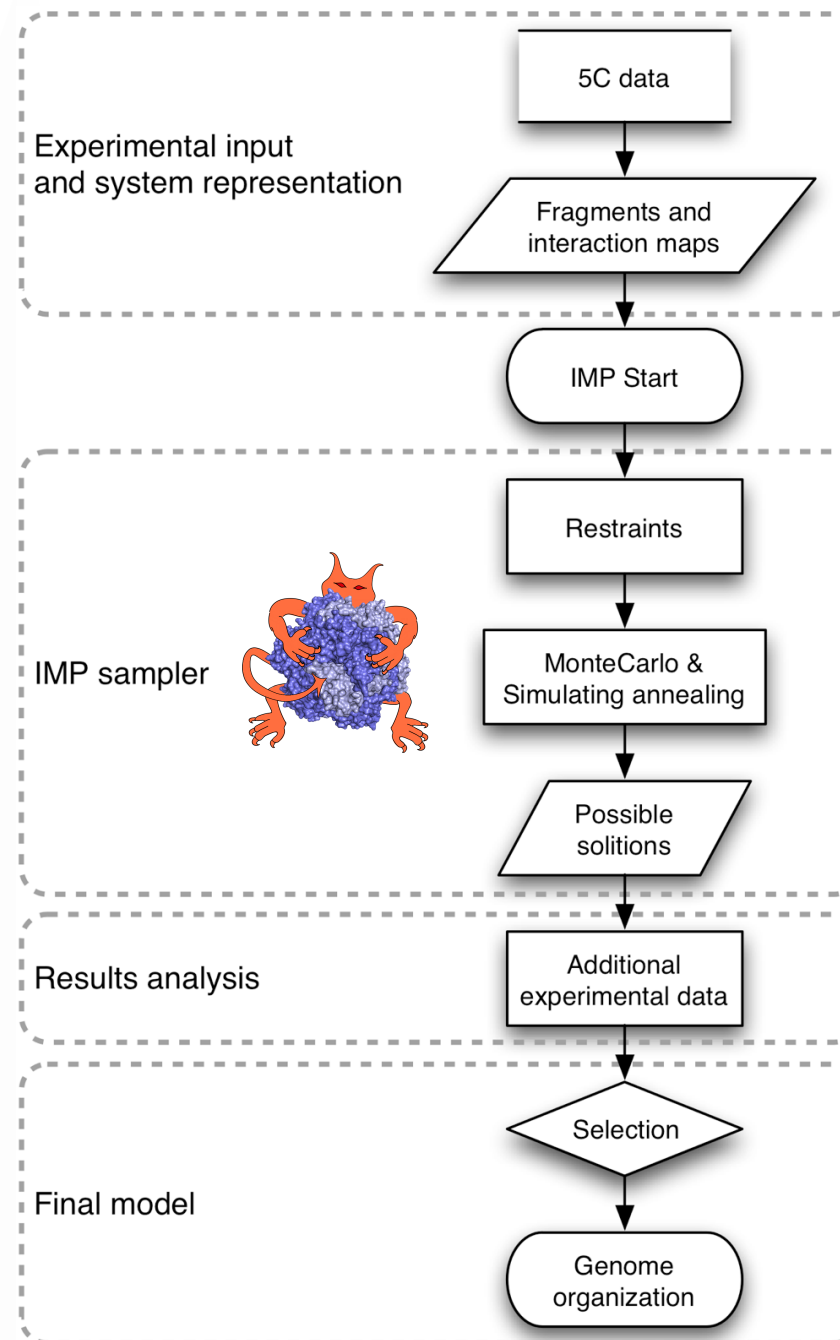 5C data
Experimental input
and system representation
Fragments and
interaction maps
IMP Start
Restraints
IMP sampler
MonteCarlo &
Simulating annealing
Possible
solitions
Results analysis
Additional
experimental data
Selection
Final model
Genome
organization